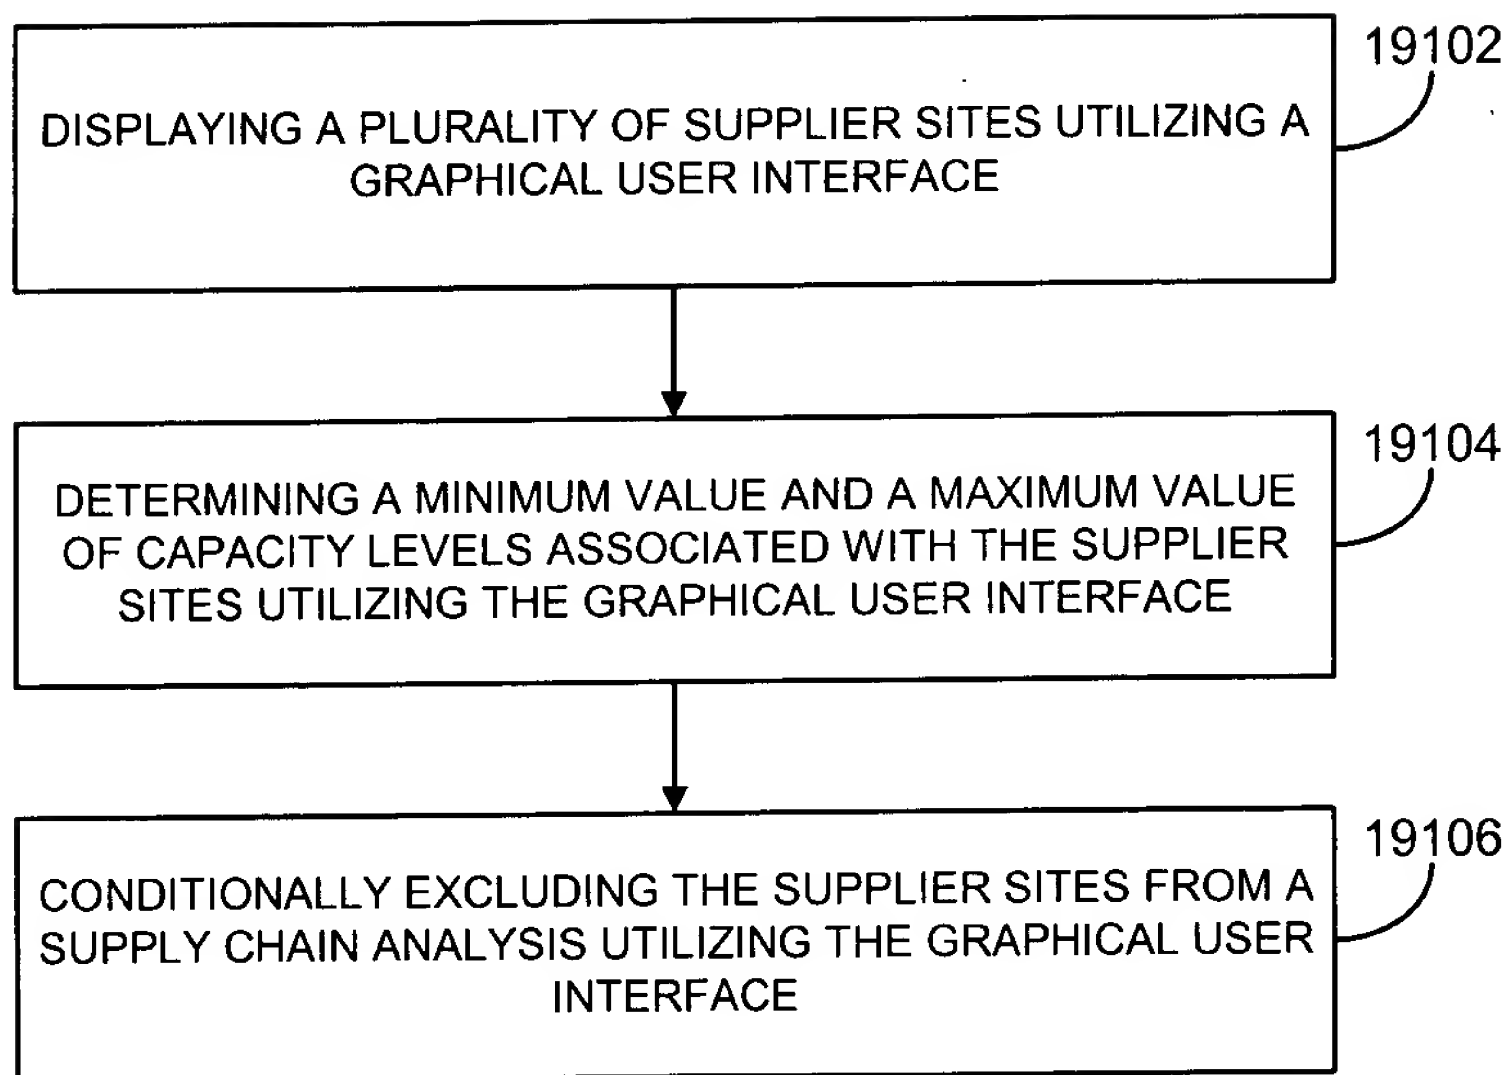 19102
DISPLAYING A PLURALITY OF SUPPLIER SITES UTILIZING A
GRAPHICAL USER INTERFACE
19104
DETERMINING A MINIMUM VALUE AND A MAXIMUM VALUE
OF CAPACITY LEVELS ASSOCIATED WITH THE SUPPLIER
SITES UTILIZING THE GRAPHICAL USER INTERFACE
19106
CONDITIONALLY EXCLUDING THE SUPPLIER SITES FROM A
SUPPLY CHAIN ANALYSIS UTILIZING THE GRAPHICAL USER
INTERFACE